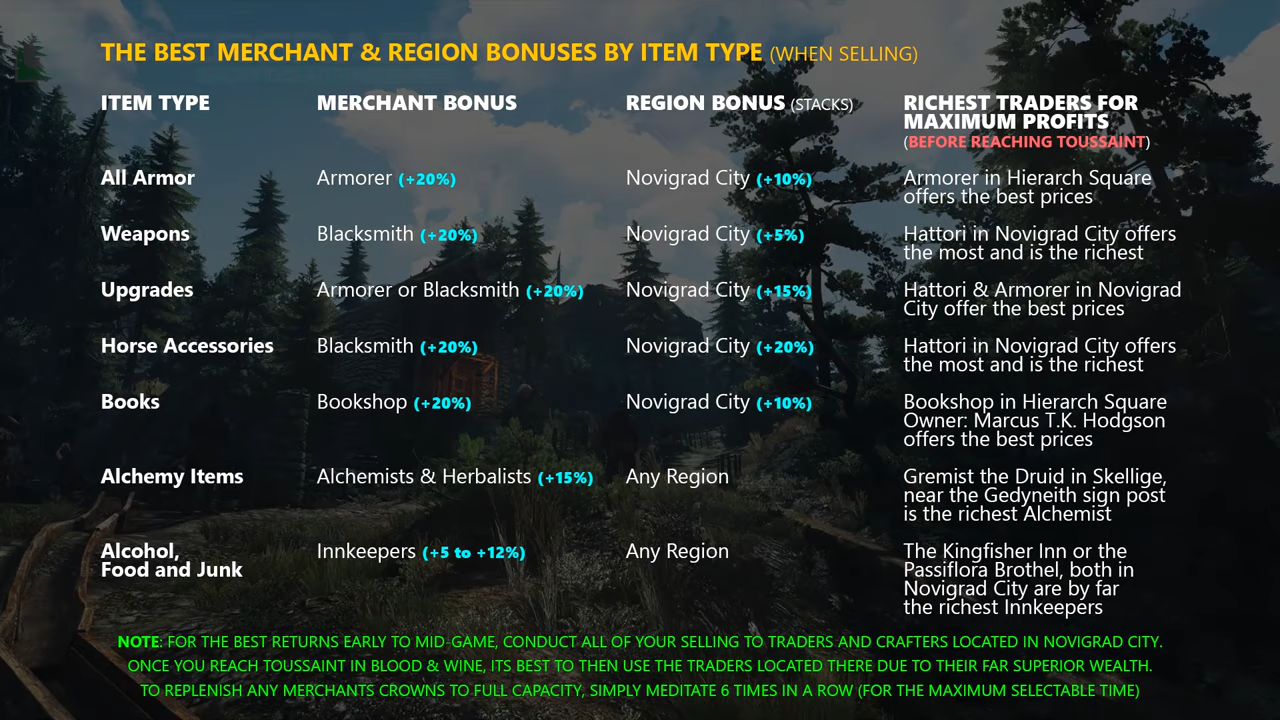 THE BEST MERCHANT & REGION BONUSES BY ITEM TYPE (WHEN SELLING)
ITEM TYPE
MERCHANT BONUS
REGION BONUS (STACKS)
RICHEST TRADERS FOR
MAXIMUM PROFITS
(BEFORE REACHING TOUSSAINT)
All Armor
Armorer (+20%)
Novigrad City (+10%)
Armorer in Hierarch Square
offers the best prices
Weapons
Blacksmith (+20%)
Novigrad City (+5%)
Hattori in Novigrad City offers
the most and is the richest
Upgrades
Armorer or Blacksmith (+20%)
Novigrad City (+15%)
Hattori & Armorer in Novigrad
City offer the best prices
Horse Accessories
Blacksmith (+20%)
Novigrad City (+20%)
Hattori in Novigrad City offers
the most and is the richest
Books
Bookshop (+20%)
Novigrad City (+10%)
Bookshop in Hierarch Square
Owner: Marcus T.K. Hodgson
offers the best prices
Alchemy Items
Alchemists & Herbalists (+15%)
Any Region
Gremist the Druid in Skellige,
near the Gedyneith sign post
is the richest Alchemist
Alcohol,
Food and Junk
Innkeepers (+5 to +12%)
Any Region
The Kingfisher Inn or the
Passiflora Brothel, both in
Novigrad City are by far
the richest Innkeepers
NOTE: FOR THE BEST RETURNS EARLY TO MID-GAME, CONDUCT ALL OF YOUR SELLING TO TRADERS AND CRAFTERS LOCATED IN NOVIGRAD CITY.
ONCE YOU REACH TOUSSAINT IN BLOOD & WINE, ITS BEST TO THEN USE THE TRADERS LOCATED THERE DUE TO THEIR FAR SUPERIOR WEALTH.
TO REPLENISH ANY MERCHANTS CROWNS TO FULL CAPACITY, SIMPLY MEDITATE 6 TIMES IN A ROW (FOR THE MAXIMUM SELECTABLE TIME)